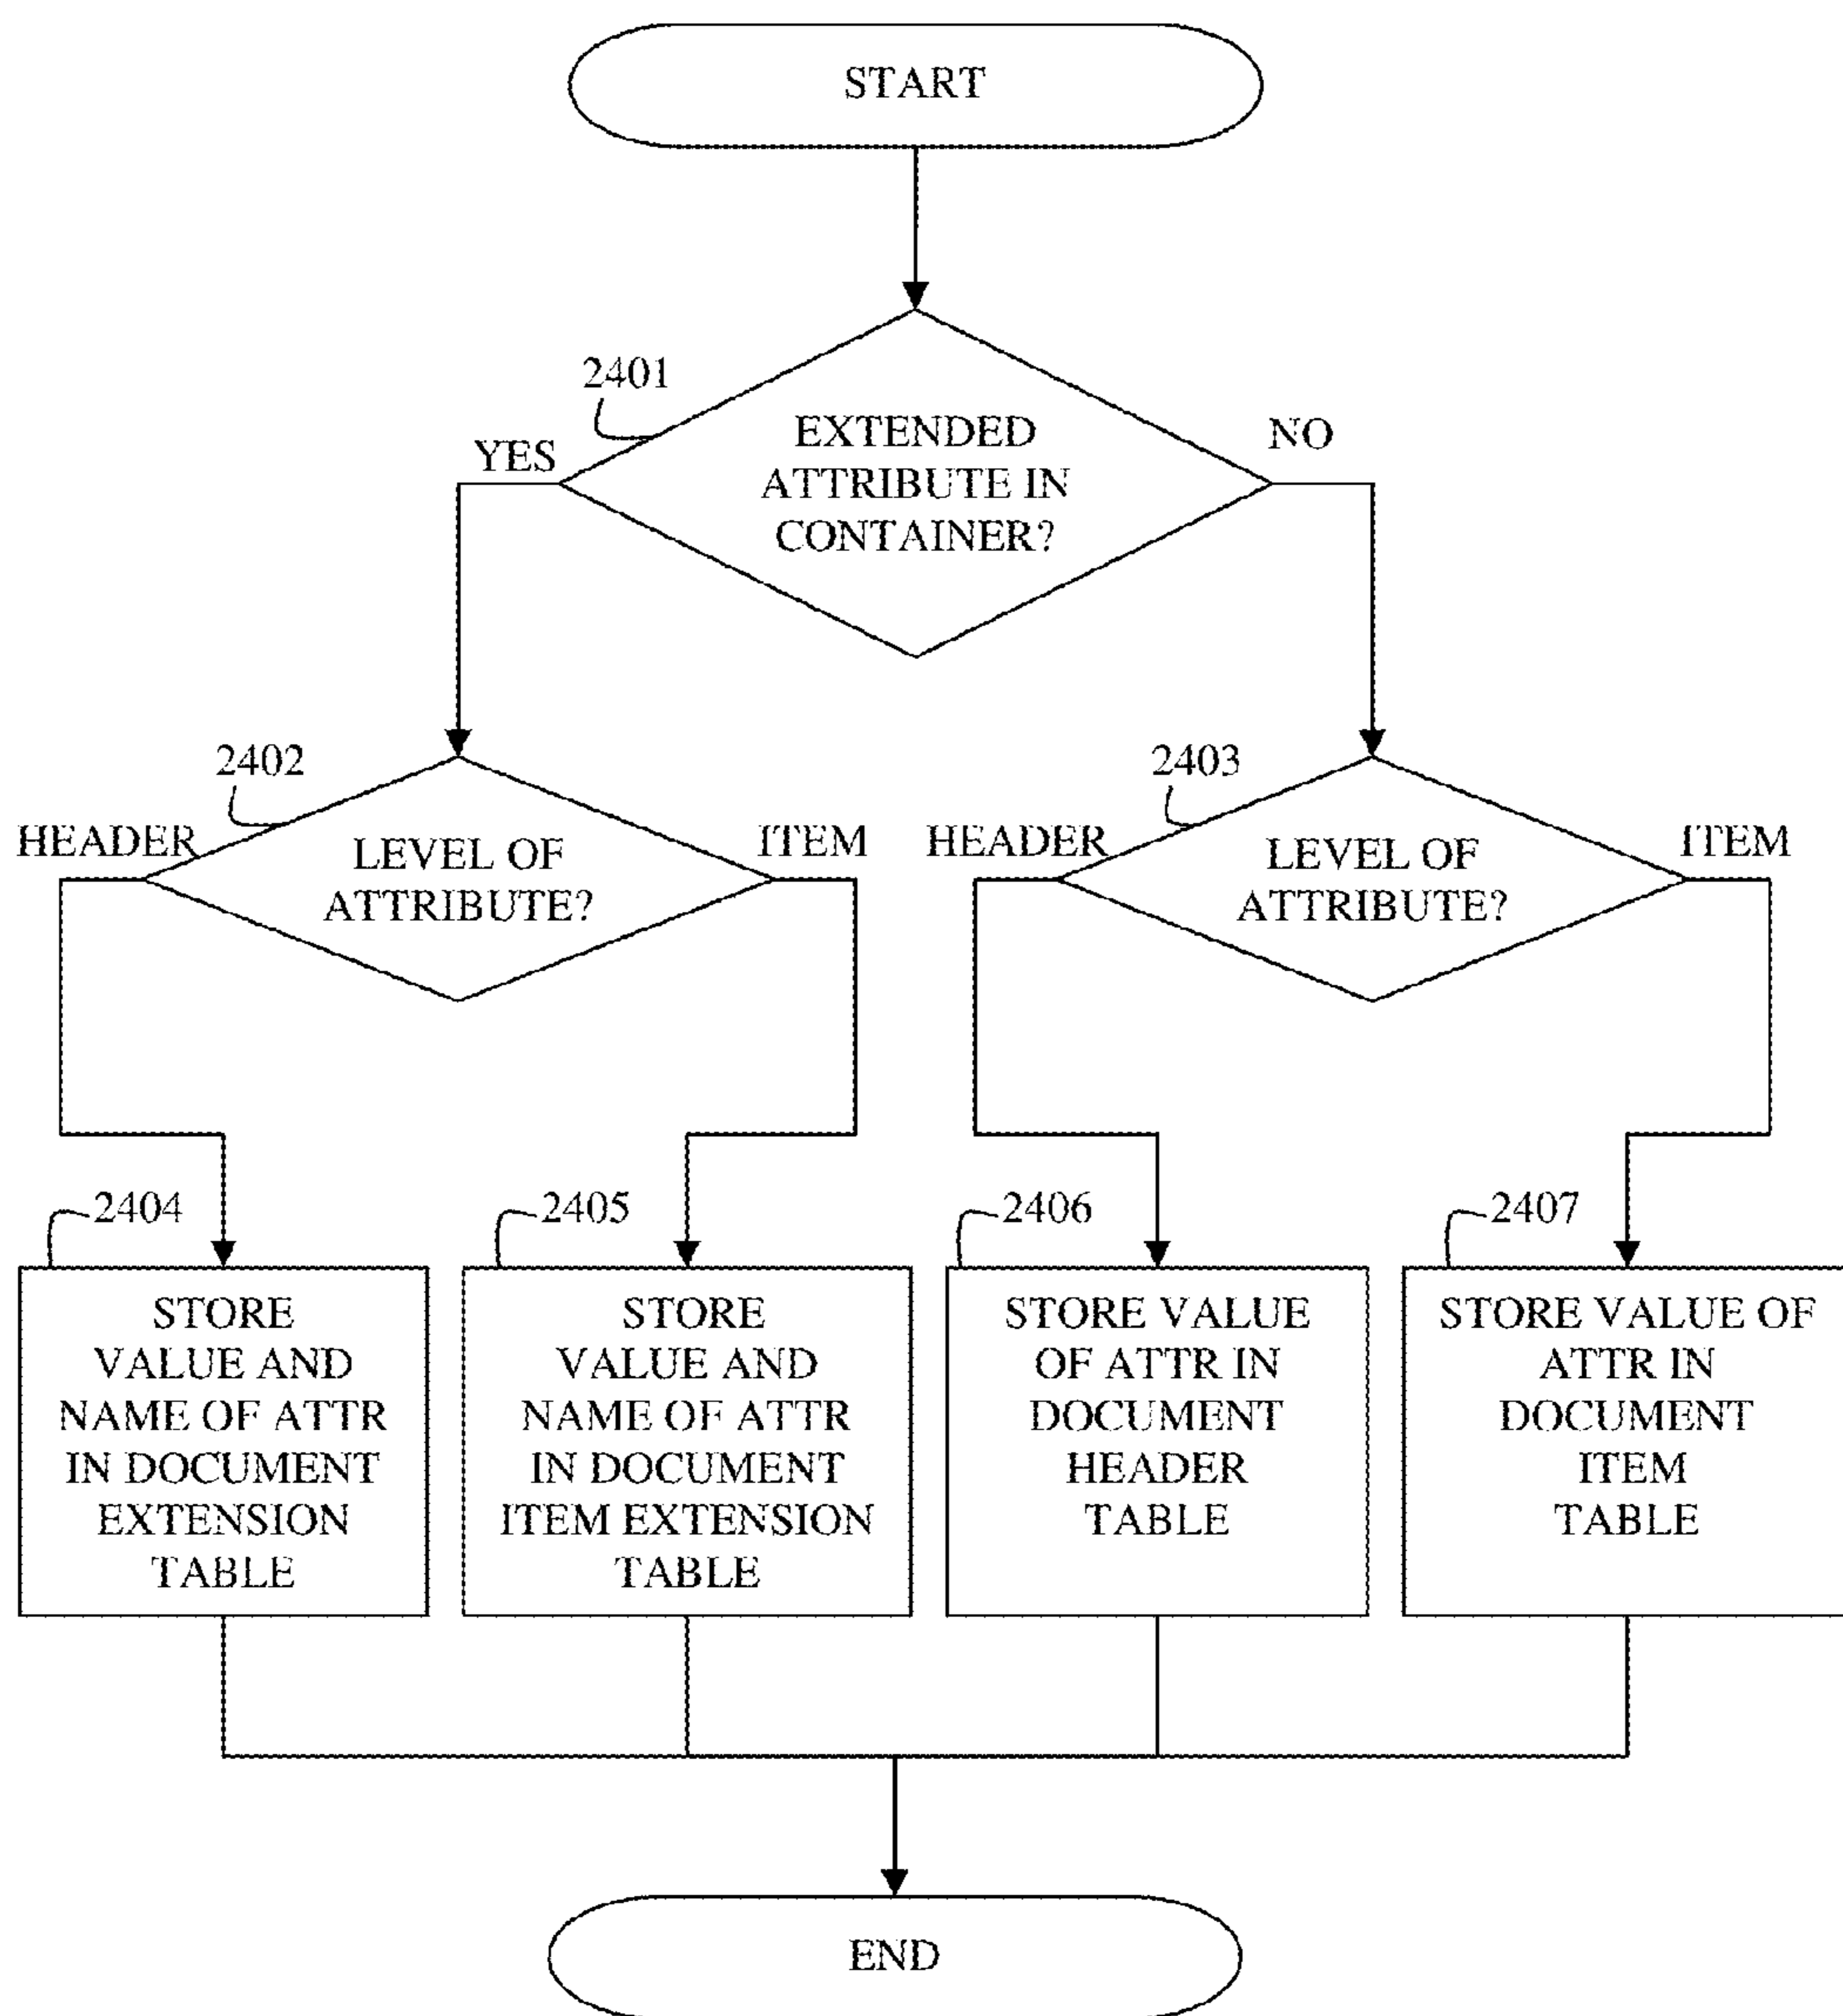 START
2401
YES
EXTENDED
ATTRIBUTE IN
CONTAINER?
NO
2402
HEADER
LEVEL OF
ATTRIBUTE?
ITEM
2403
HEADER
LEVEL OF
ATTRIBUTE?
ITEM
2404
STORE
VALUE AND
NAME OF ATTR
IN DOCUMENT
EXTENSION
TABLE
2405
STORE
VALUE AND
NAME OF ATTR
IN DOCUMENT
ITEM EXTENSION
TABLE
2406
STORE VALUE
OF ATTR IN
DOCUMENT
HEADER
TABLE
2407
STORE VALUE OF
ATTR IN
DOCUMENT
ITEM
TABLE
END